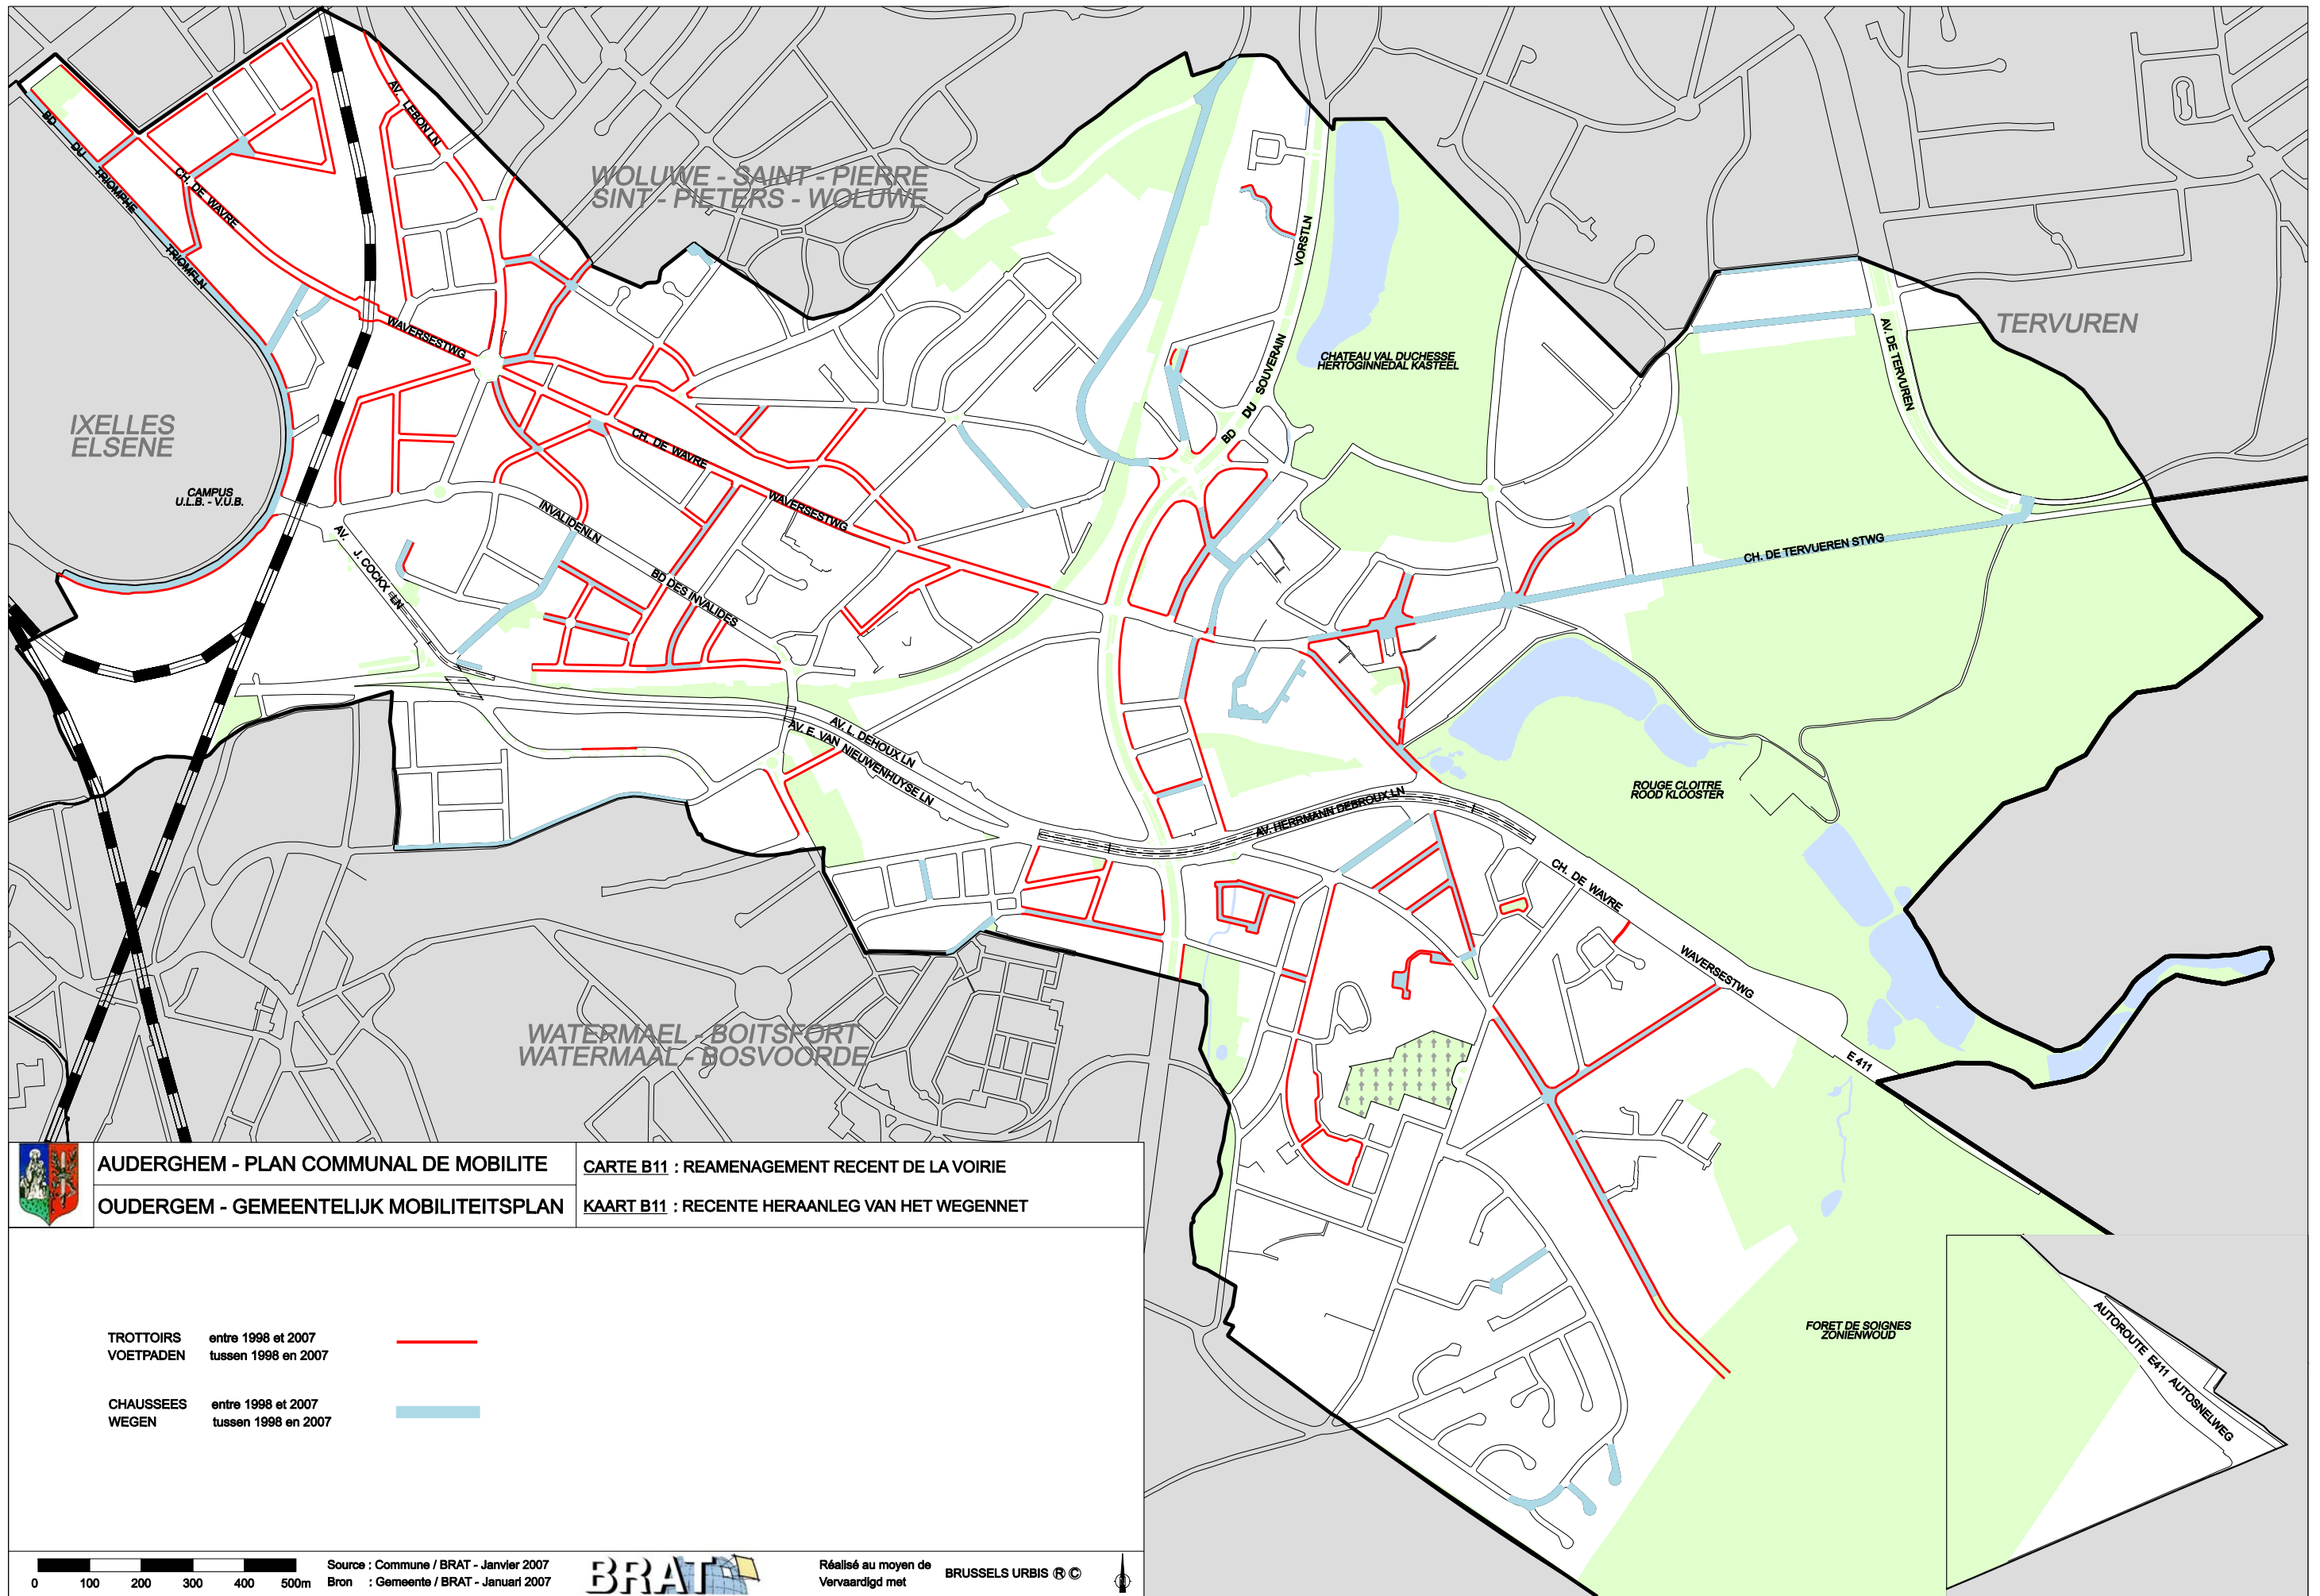 AV. LEBON LN
BD DU TRIOMPHE
TRIOMFLN
CH. DE WAVRE
WAVERSESTWG
WOLUWE - SAINT - PIERRE
SINT - PIETERS - WOLUWE
VORSTLN
BD DU SOUVERAIN
CHATEAU VAL DUCHESSE
HERTOGINNEDAL KASTEEL
TERVUREN
AV. DE TERVUREN
IXELLES
ELSENE
CAMPUS
U.L.B. - V.U.B.
CH. DE WAVRE
WAVERSESTWG
INVALIDENLN
BD DES INVALIDES
AV. J. COCKX LN
CH. DE TERVUEREN STWG
AV. L. DEHOUX LN
AV. E. VAN NIEUWENHUYSE LN
AV. HERRMANN DEBROUX LN
ROUGE CLOITRE
ROOD KLOOSTER
CH. DE WAVRE
WAVERSESTWG
E 411
WATERMAEL - BOITSFORT
WATERMAAL - BOSVOORDE
FORET DE SOIGNES
ZONIENWOUD
AUTOROUTE E411 AUTOSNELWEG
AUDERGHEM - PLAN COMMUNAL DE MOBILITE
OUDERGEM - GEMEENTELIJK MOBILITEITSPLAN
CARTE B11 : REAMENAGEMENT RECENT DE LA VOIRIE
KAART B11 : RECENTE HERAANLEG VAN HET WEGENNET
TROTTOIRS entre 1998 et 2007
VOETPADEN tussen 1998 en 2007
CHAUSSEES entre 1998 et 2007
WEGEN tussen 1998 en 2007
0 100 200 300 400 500m
Source : Commune / BRAT - Janvier 2007
Bron : Gemeente / BRAT - Januari 2007
BRAT
Réalisé au moyen de
Vervaardigd met
BRUSSELS URBIS ® ©